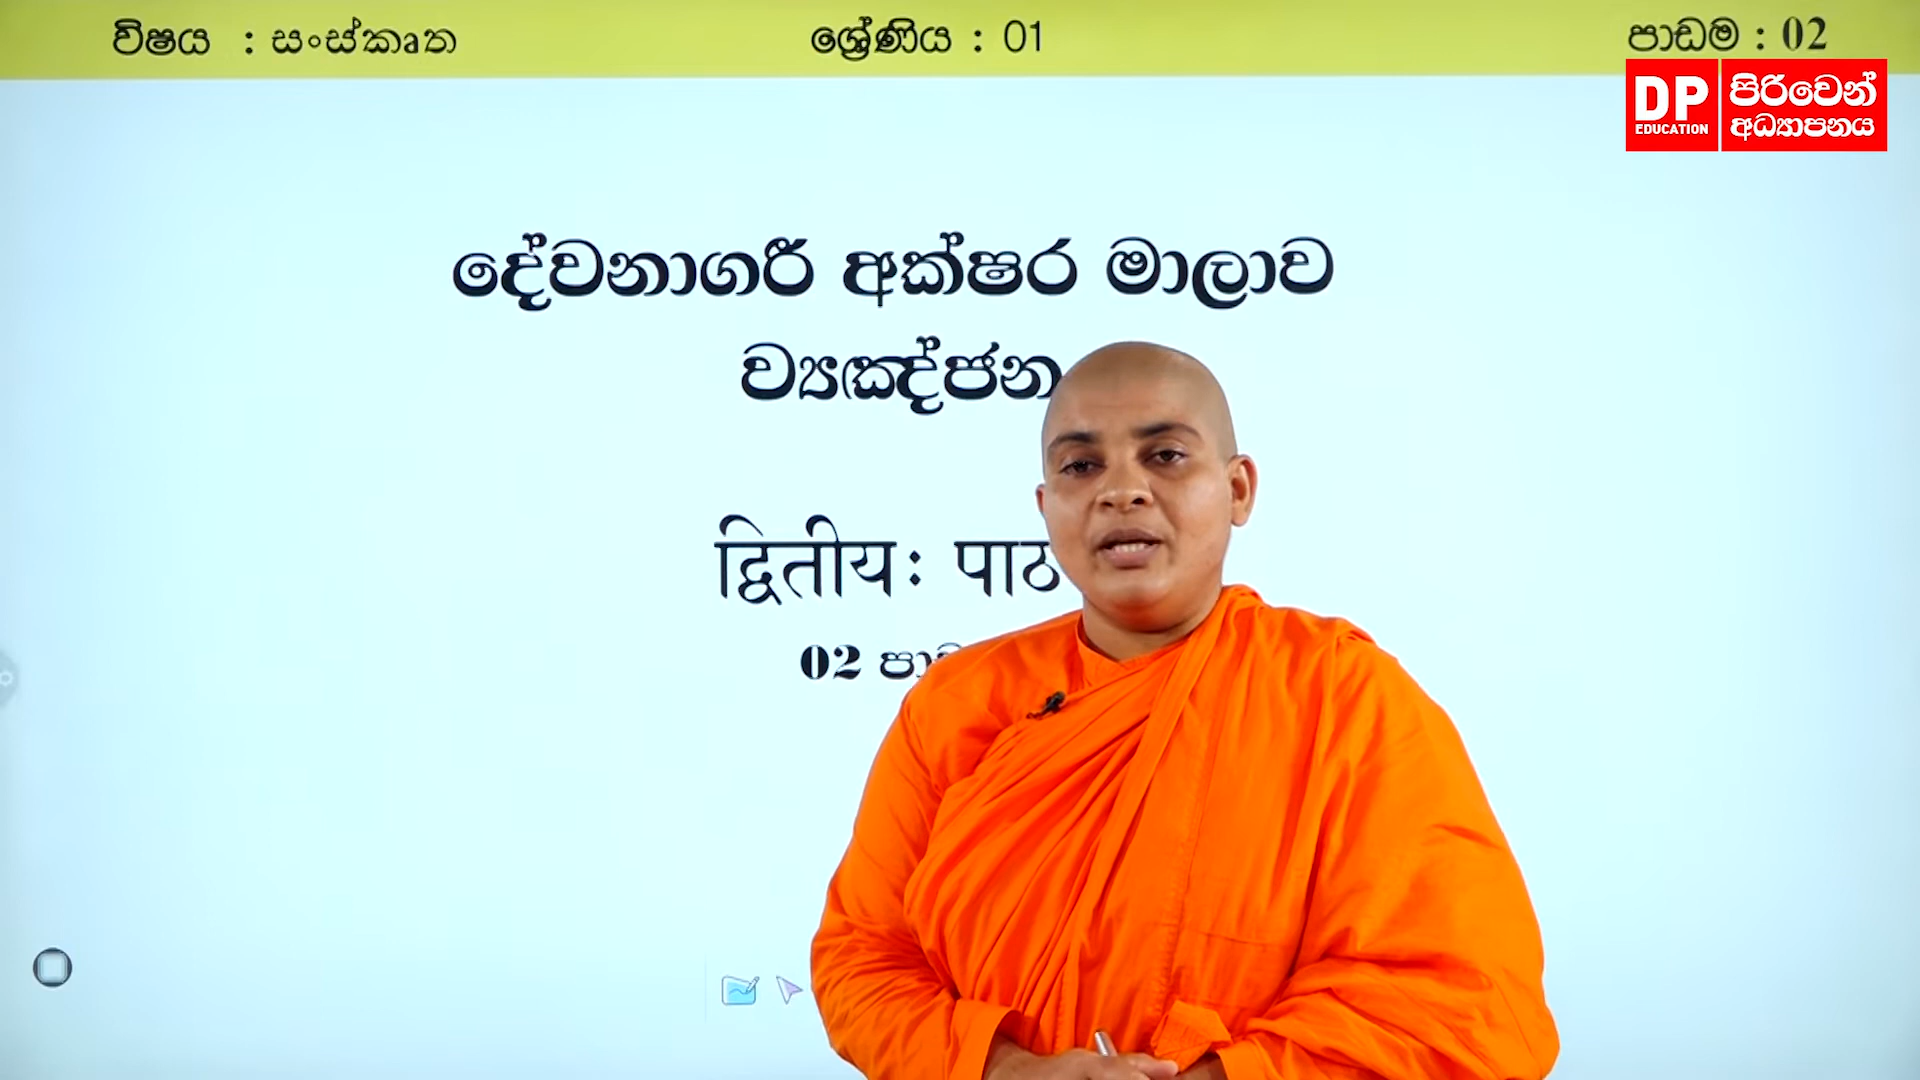 විෂය : සංස්කෘත
ශ්‍රේණිය : 01
පාඩම : 02
DP
EDUCATION
පිරිවෙන්
අධ්‍යාපනය
දේවනාගරී අක්ෂර මාලාව
ව්‍යඤ්ජන
द्वितीयः
02